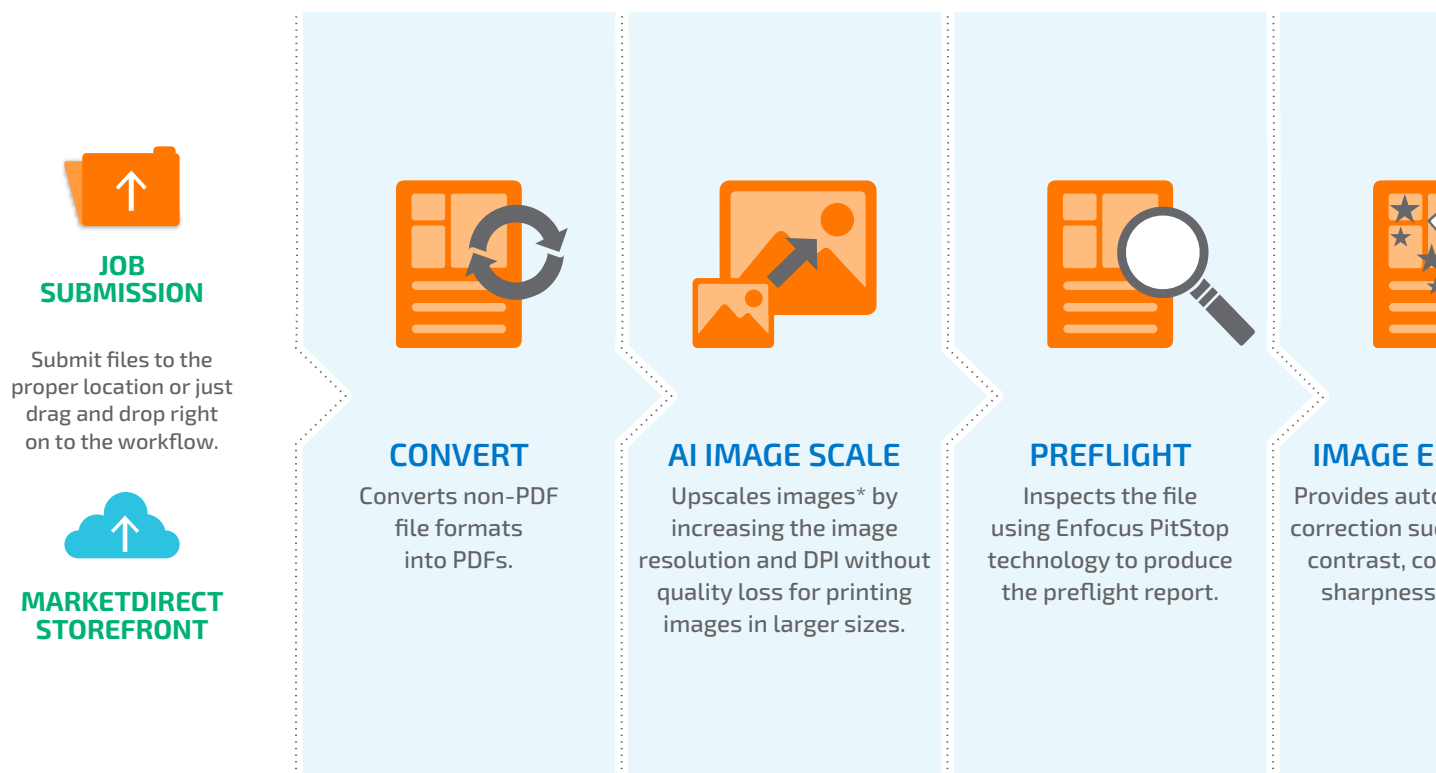 JOB
SUBMISSION
Submit files to the
proper location or just
drag and drop right
on to the workflow.
MARKETDIRECT
STOREFRONT
CONVERT
Converts non-PDF
file formats
into PDFs.
AI IMAGE SCALE
Upscales images* by
increasing the image
resolution and DPI without
quality loss for printing
images in larger sizes.
PREFLIGHT
Inspects the file
using Enfocus PitStop
technology to produce
the preflight report.
IMAGE
Provides
correction
contrast,
sharpness